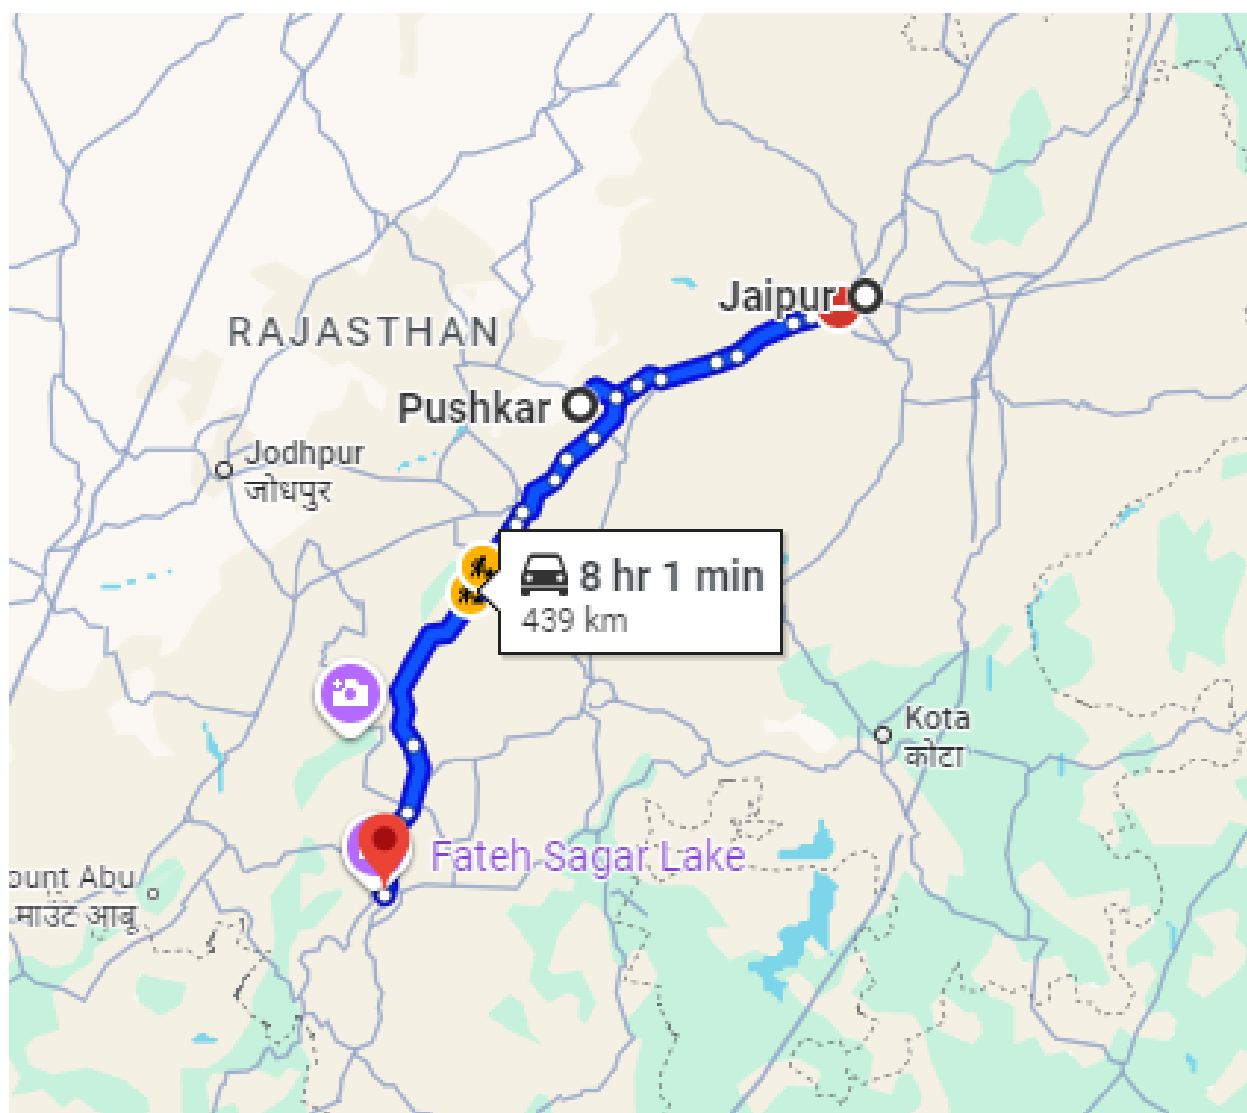 Jaipur
RAJASTHAN
Pushkar
Jodhpur
जोधपुर
8 hr 1 min
439 km
Kota
कोटा
Fateh Sagar Lake
ount Abu
माउंट आबू